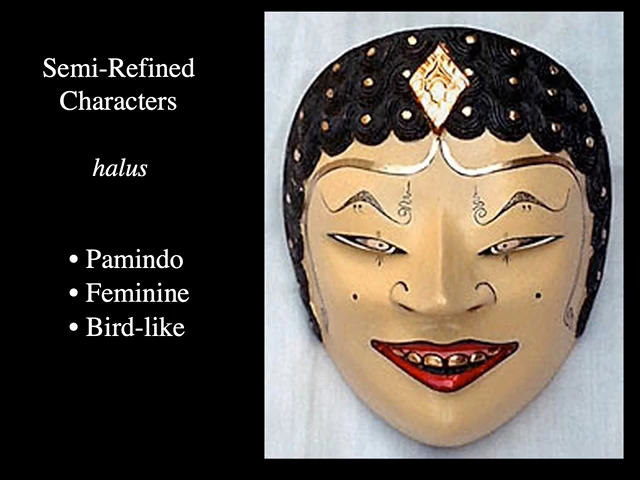 Semi-Refined
Characters
halus
• Pamindo
• Feminine
• Bird-like